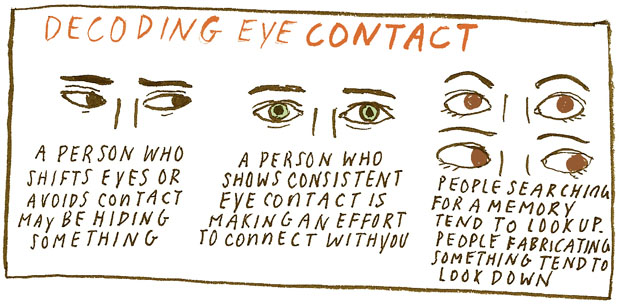 DECODING EYE CONTACT
A PERSON WHO
SHIFTS EYES OR
AVOIDS CONTACT
MAY BE HIDING
SOMETHING
A PERSON WHO
SHOWS CONSISTENT
EYE CONTACT IS
MAKING AN EFFORT
TO CONNECT WITH YOU
PEOPLE SEARCHING
FOR A MEMORY
TEND TO LOOK UP.
PEOPLE FABRICATING
SOMETHING TEND TO
LOOK DOWN